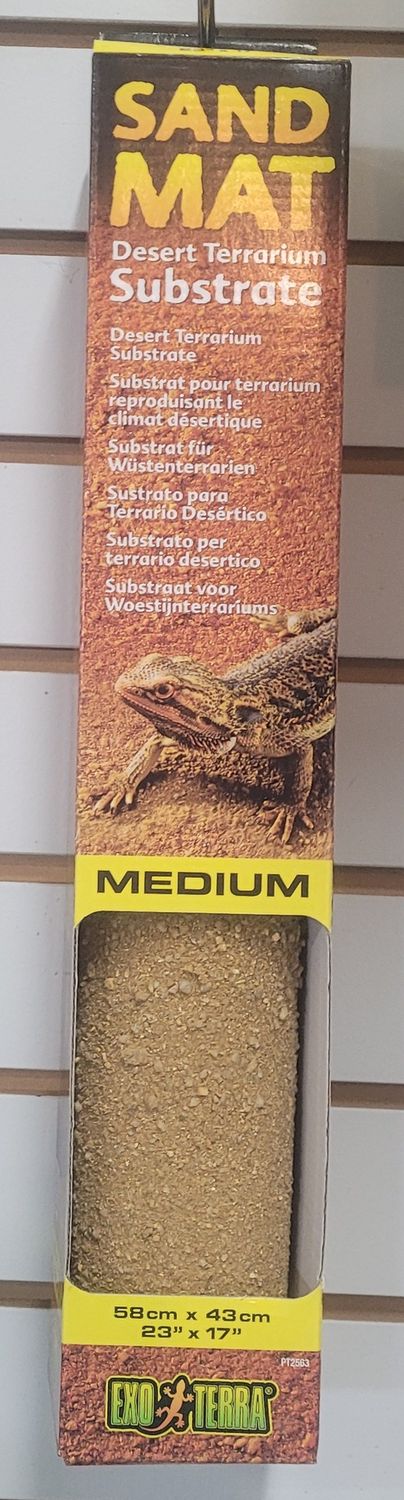 SAND
MAT
Desert Terrarium
Substrate
Desert Terrarium
Substrate
Substrat pour terrarium
reproduisant le
climat désertique
Substrat für
Wüstenterrarien
Sustrato para
Terrario Desértico
Substrato per
terrario desertico
Substraat voor
Woestijnterrariums
MEDIUM
58cm x 43cm
23” x 17”
PT2563
EXO TERRA®